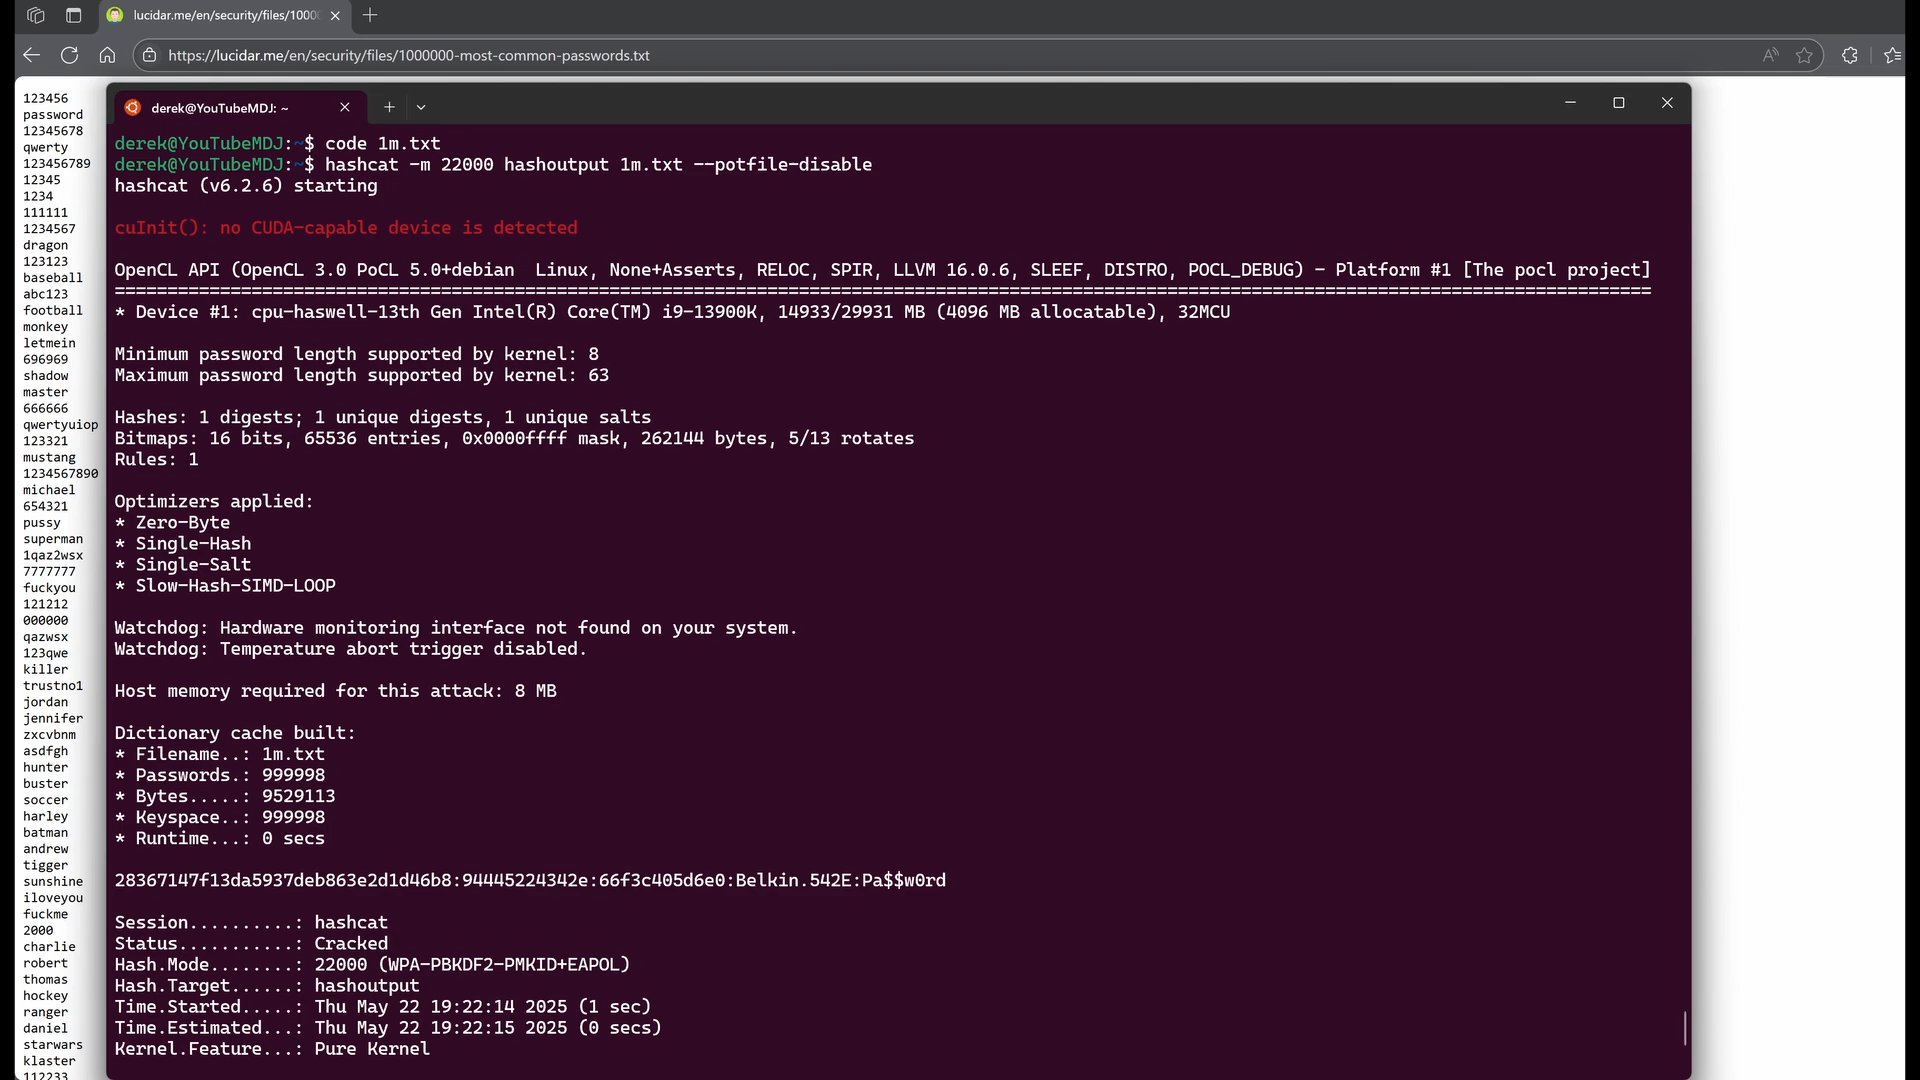 lucidar.me/en/security/files/1000
https://lucidar.me/en/security/files/1000000-most-common-passwords.txt
123456
password
12345678
qwerty
123456789
12345
1234
111111
1234567
dragon
123123
baseball
abc123
football
monkey
letmein
696969
shadow
master
666666
qwertyuiop
123321
mustang
1234567890
michael
654321
pussy
superman
1qaz2wsx
7777777
fuckyou
121212
000000
qazwsx
123qwe
killer
trustno1
jordan
jennifer
zxcvbnm
asdfgh
hunter
buster
soccer
harley
batman
andrew
tigger
sunshine
iloveyou
fuckme
2000
charlie
robert
thomas
hockey
ranger
daniel
starwars
klaster
112233
derek@YouTubeMDJ: ~
derek@YouTubeMDJ:~$ code 1m.txt
derek@YouTubeMDJ:~$ hashcat -m 22000 hashoutput 1m.txt --potfile-disable
hashcat (v6.2.6) starting
cuInit(): no CUDA-capable device is detected
OpenCL API (OpenCL 3.0 PoCL 5.0+debian  Linux, None+Asserts, RELOC, SPIR, LLVM 16.0.6, SLEEF, DISTRO, POCL_DEBUG) - Platform #1 [The pocl project]
==================================================================================================================================================
* Device #1: cpu-haswell-13th Gen Intel(R) Core(TM) i9-13900K, 14933/29931 MB (4096 MB allocatable), 32MCU
Minimum password length supported by kernel: 8
Maximum password length supported by kernel: 63
Hashes: 1 digests; 1 unique digests, 1 unique salts
Bitmaps: 16 bits, 65536 entries, 0x0000ffff mask, 262144 bytes, 5/13 rotates
Rules: 1
Optimizers applied:
* Zero-Byte
* Single-Hash
* Single-Salt
* Slow-Hash-SIMD-LOOP
Watchdog: Hardware monitoring interface not found on your system.
Watchdog: Temperature abort trigger disabled.
Host memory required for this attack: 8 MB
Dictionary cache built:
* Filename..: 1m.txt
* Passwords.: 999998
* Bytes.....: 9529113
* Keyspace..: 999998
* Runtime...: 0 secs
28367147f13da5937deb863e2d1d46b8:94445224342e:66f3c405d6e0:Belkin.542E:Pa$$w0rd
Session..........: hashcat
Status...........: Cracked
Hash.Mode........: 22000 (WPA-PBKDF2-PMKID+EAPOL)
Hash.Target......: hashoutput
Time.Started.....: Thu May 22 19:22:14 2025 (1 sec)
Time.Estimated...: Thu May 22 19:22:15 2025 (0 secs)
Kernel.Feature...: Pure Kernel